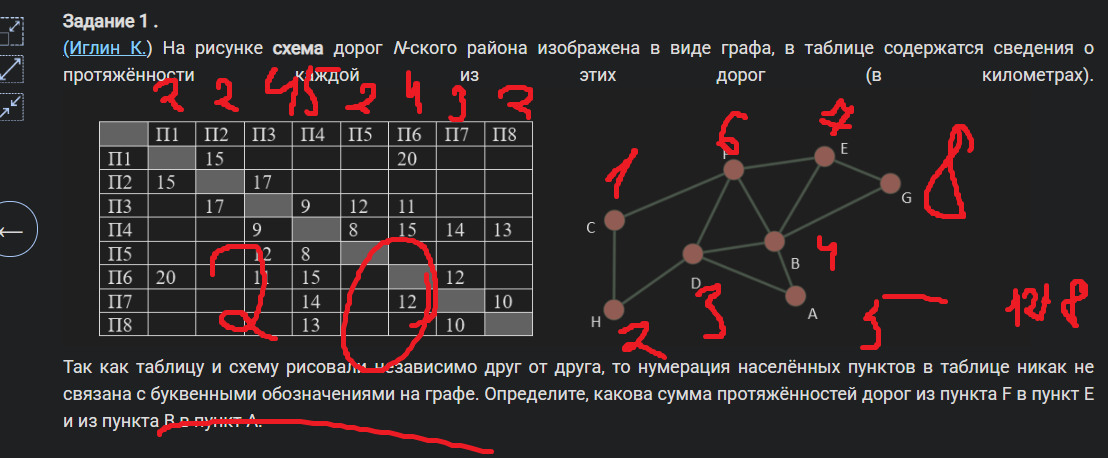 Задание 1 .
(Иглин К.) На рисунке схема дорог N-ского района изображена в виде графа, в таблице содержатся сведения о
протяжённости каждой из этих дорог (в километрах).
2 2 4 5 2 4 3 2
П1 П2 П3 П4 П5 П6 П7 П8
П1 15 20
П2 15 17
П3 17 9 12 11
П4 9 8 15 14 13
П5 12 8
П6 20 11 15 12
П7 14 12 10
П8 13 10
2
6
7
E
1
8
G
C
B
4
D
3
A
5
H
2
F
Так как таблицу и схему рисовали независимо друг от друга, то нумерация населённых пунктов в таблице никак не
связана с буквенными обозначениями на графе. Определите, какова сумма протяжённостей дорог из пункта F в пункт E
и из пункта B в пункт A.